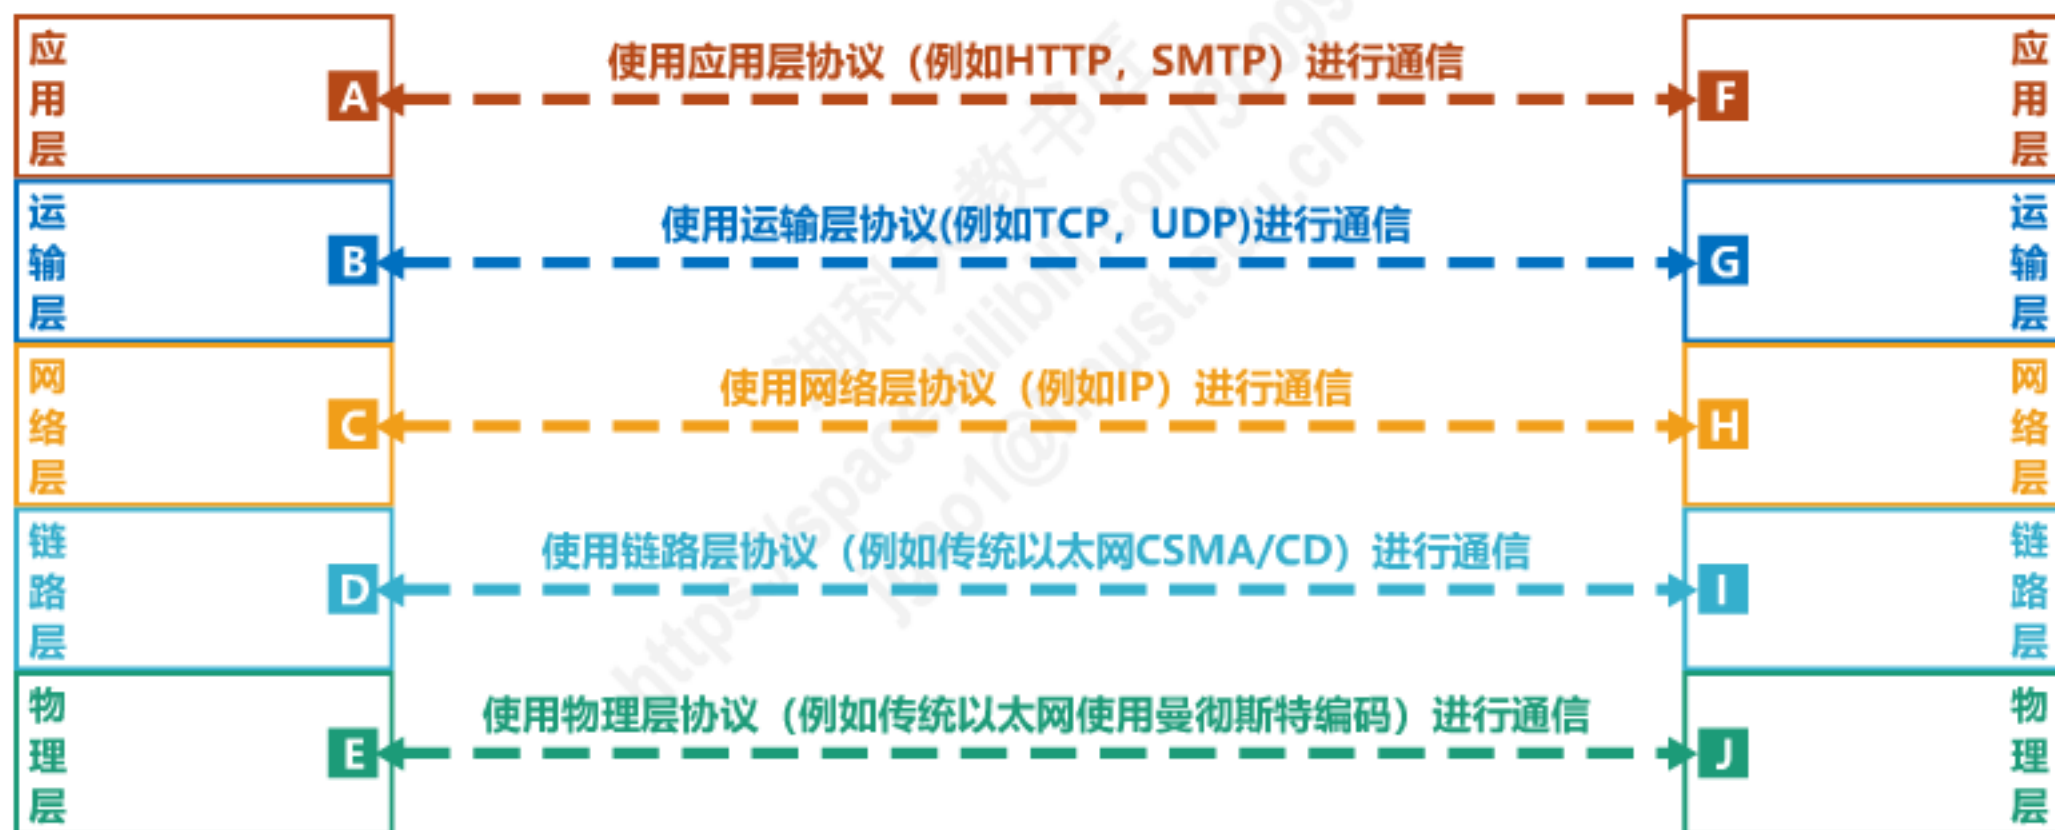 应用层
A
使用应用层协议（例如HTTP，SMTP）进行通信
F
应用层
运输层
B
使用运输层协议(例如TCP，UDP)进行通信
G
运输层
网络层
C
使用网络层协议（例如IP）进行通信
H
网络层
链路层
D
使用链路层协议（例如传统以太网CSMA/CD）进行通信
I
链路层
物理层
E
使用物理层协议（例如传统以太网使用曼彻斯特编码）进行通信
J
物理层